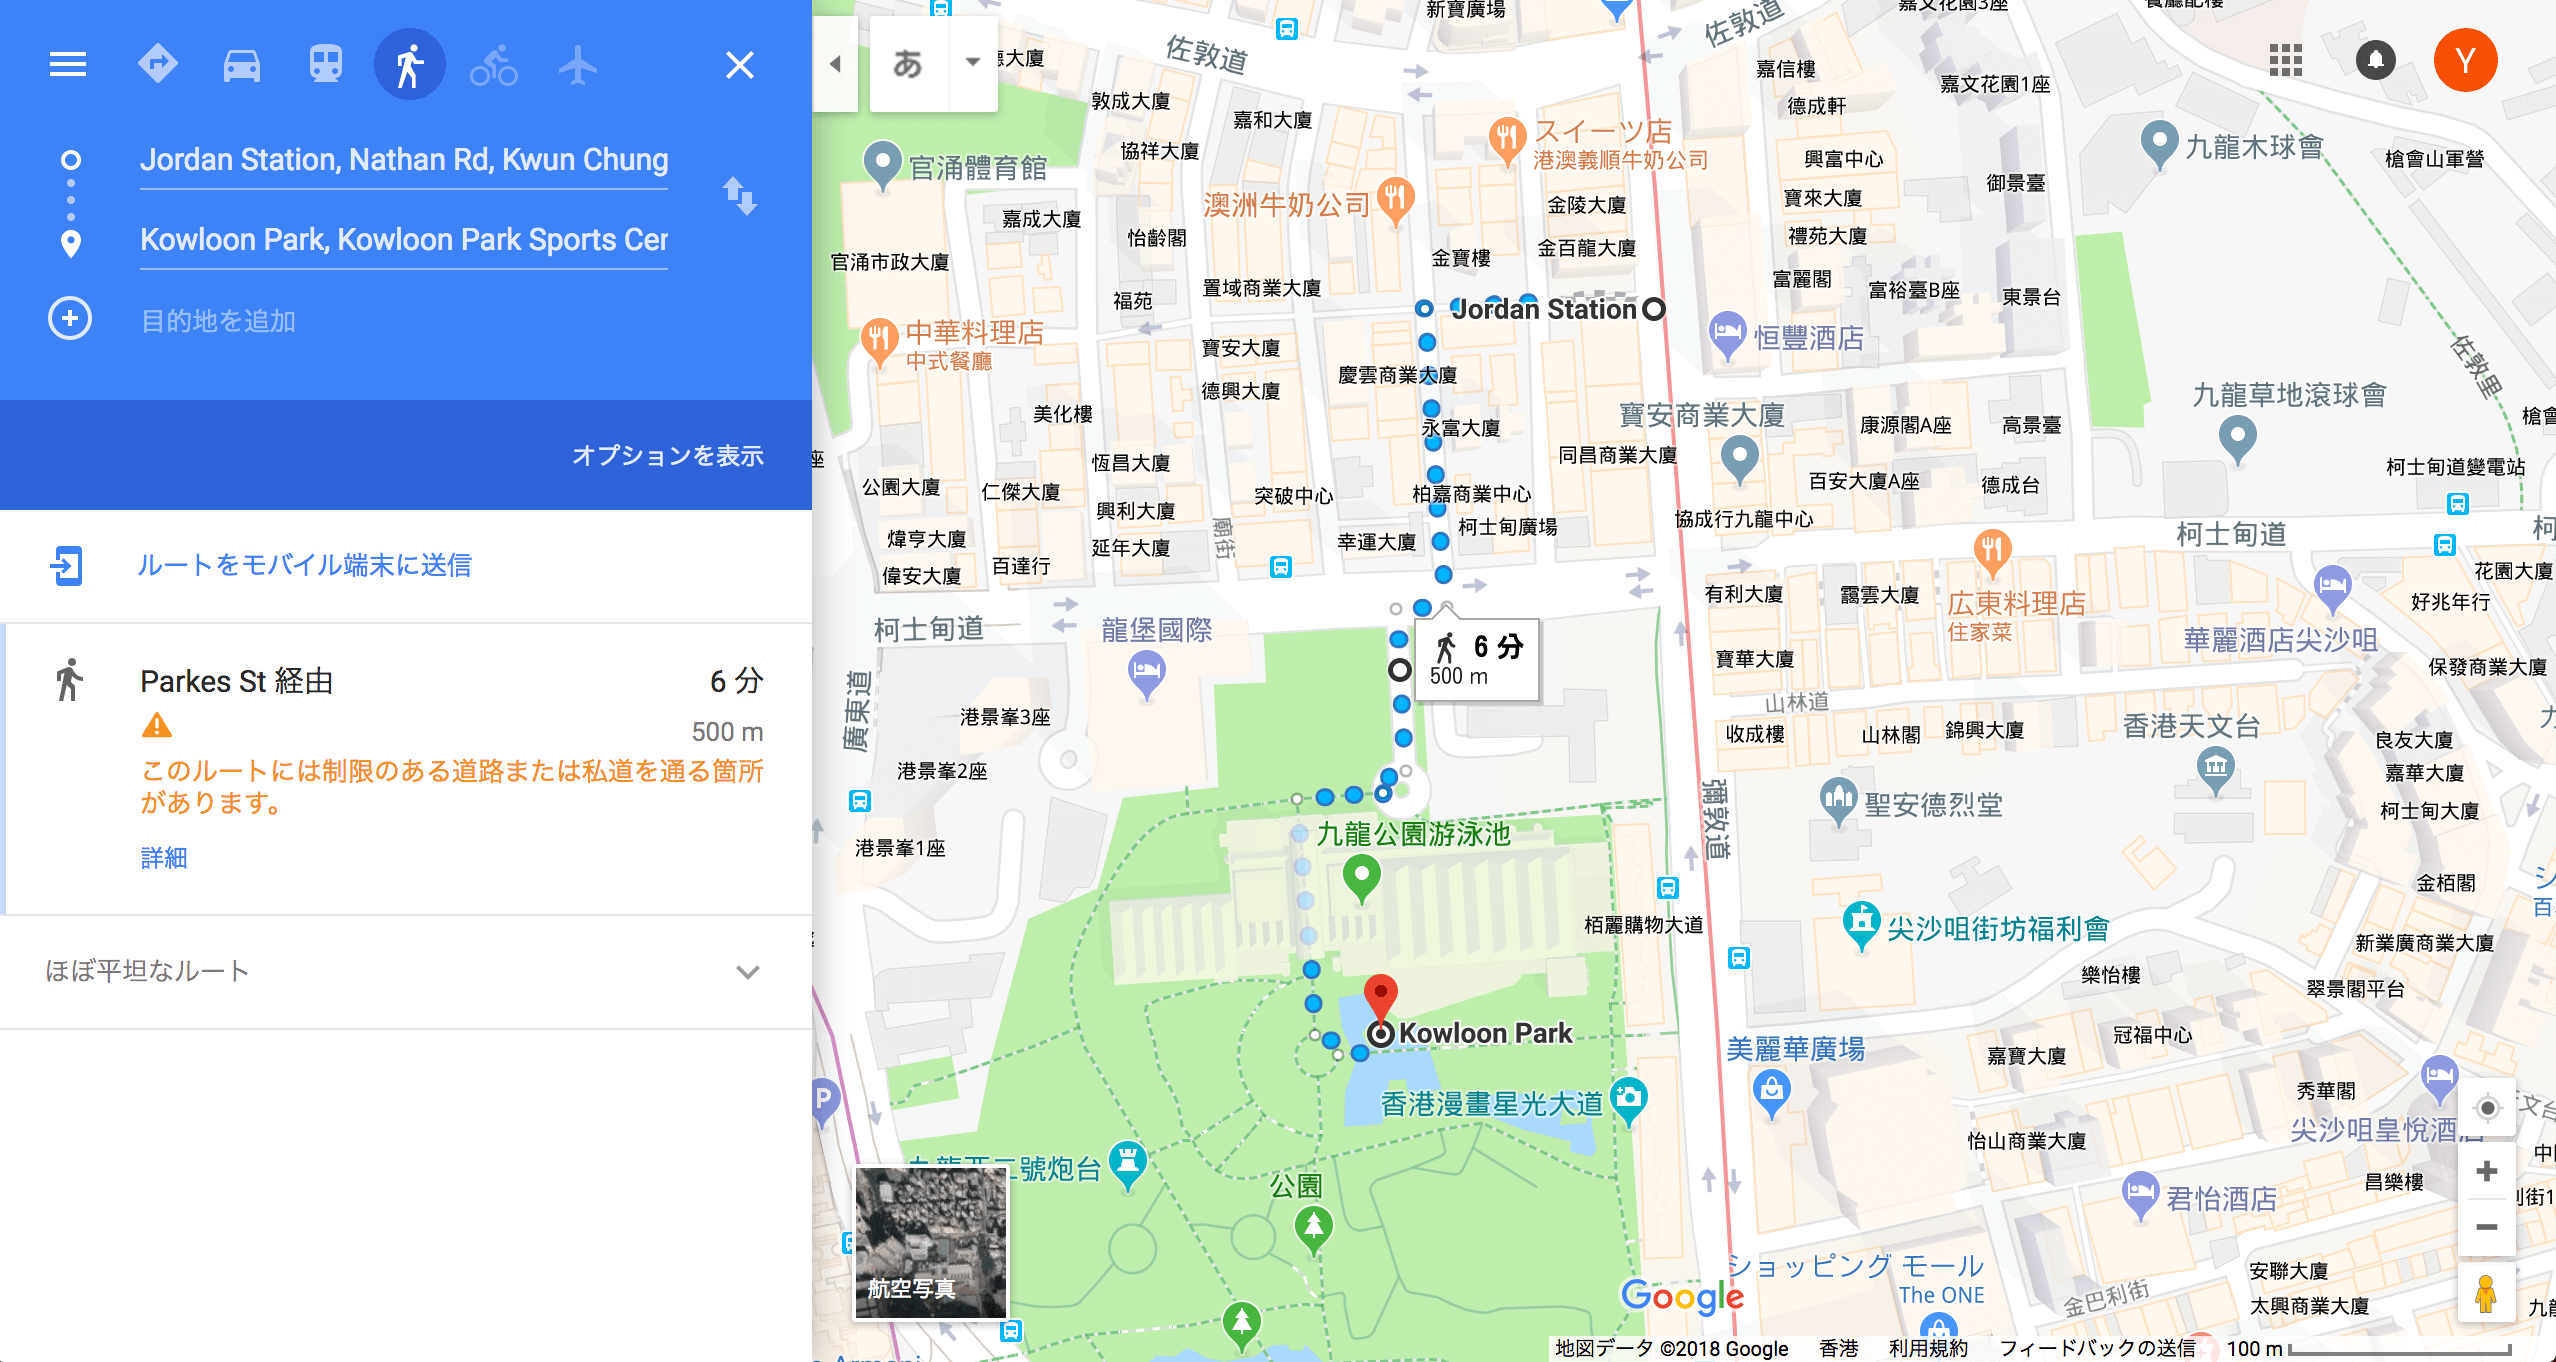 Jordan Station, Nathan Rd, Kwun Chung
Kowloon Park, Kowloon Park Sports Cer
目的地を追加
オプションを表示
ルートをモバイル端末に送信
Parkes St 経由
6 分
500 m
このルートには制限のある道路または私道を通る箇所
があります。
詳細
ほぼ平坦なルート
あ
Y
新寶廣場
佐敦道
佐敦道
嘉文花園3座
德大廈
敦成大廈
嘉和大廈
嘉信樓
德成軒
嘉文花園1座
スイーツ店
港澳義順牛奶公司
九龍木球會
槍會山軍營
官涌體育館
協祥大廈
興富中心
御景臺
澳洲牛奶公司
金陵大廈
寶來大廈
嘉成大廈
怡齡閣
禮苑大廈
官涌市政大廈
金寶樓
金百龍大廈
富麗閣
富裕臺B座
東景台
福苑
置域商業大廈
Jordan Station
中華料理店
中式餐廳
寶安大廈
恒豐酒店
慶雲商業大廈
德興大廈
佐敦里
九龍草地滾球會
美化樓
永富大廈
寶安商業大廈
康源閣A座
高景臺
座
恆昌大廈
同昌商業大廈
柯士甸道變電站
公園大廈
仁傑大廈
突破中心
柏嘉商業中心
百安大廈A座
德成台
興利大廈
柯士甸廣場
協成行九龍中心
柯士甸道
煒亨大廈
廟街
延年大廈
幸運大廈
偉安大廈
百達行
有利大廈
靄雲大廈
広東料理店
住家菜
花園大廈
好兆年行
柯士甸道
龍堡國際
6 分
500 m
寶華大廈
華麗酒店尖沙咀
保發商業大廈
廣東道
港景峯3座
山林道
收成樓
山林閣
錦興大廈
香港天文台
良友大廈
港景峯2座
嘉華大廈
彌敦道
聖安德烈堂
柯士甸大廈
九龍公園游泳池
港景峯1座
金栢閣
栢麗購物大道
尖沙咀街坊福利會
新業廣商業大廈
樂怡樓
翠景閣平台
Kowloon Park
美麗華廣場
冠福中心
嘉寶大廈
P
香港漫畫星光大道
秀華閣
尖沙咀皇悅酒店
怡山商業大廈
九龍西二號炮台
公園
昌樂樓
君怡酒店
航空写真
ショッピング モール
The ONE
安聯大廈
金巴利街
太興商業大廈
Google
地図データ ©2018 Google
香港
利用規約
フィードバックの送信
100 m